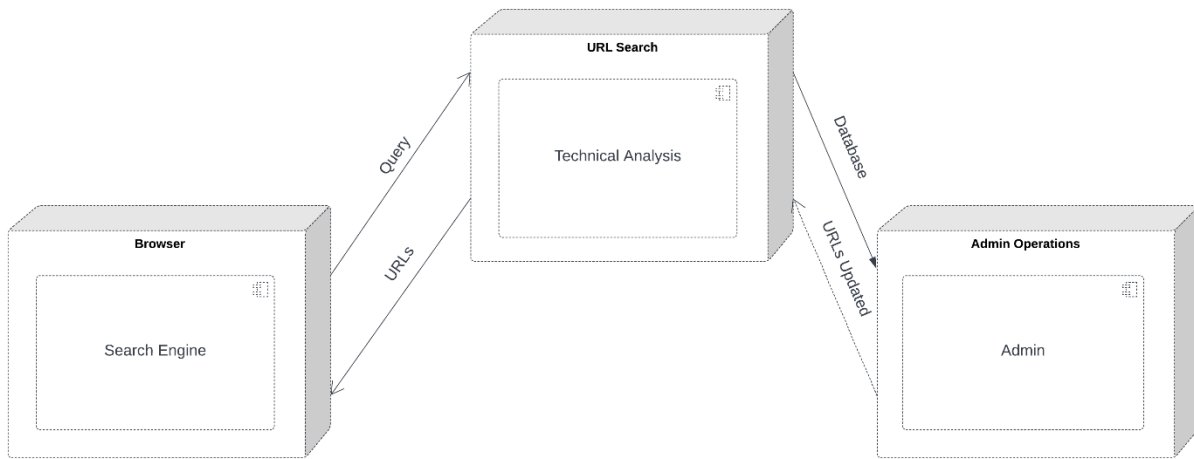 URL Search
Technical Analysis
Query
URLs
Database
URLs Updated
Browser
Search Engine
Admin Operations
Admin